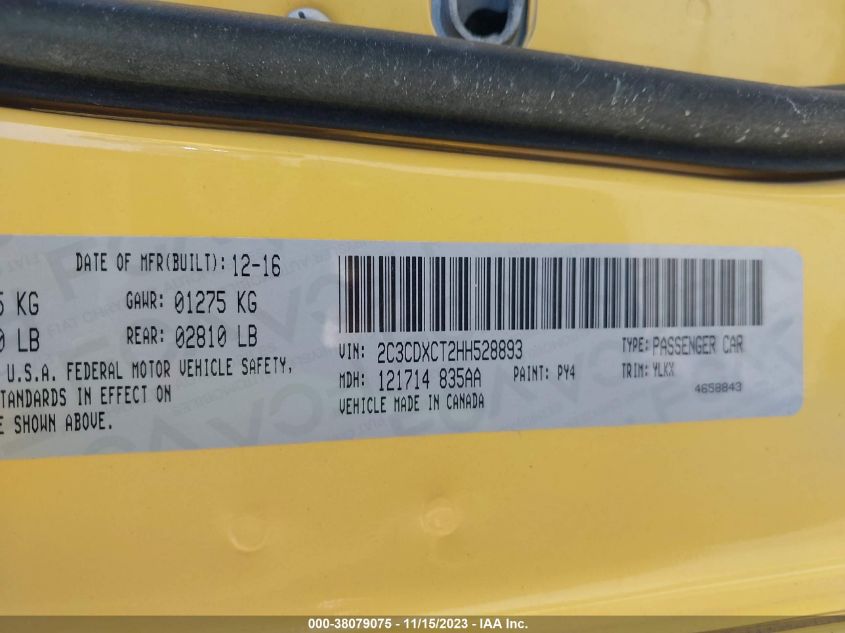 DATE OF MFR(BUILT): 12-16
5 KG GAWR: 01275 KG
0 LB REAR: 02810 LB
U.S.A. FEDERAL MOTOR VEHICLE SAFETY,
STANDARDS IN EFFECT ON
E SHOWN ABOVE.
VIN: 2C3CDXCT2HH528893 TYPE: PASSENGER CAR
MDH: 121714 835AA PAINT: PY4 TRIM: YLKX
VEHICLE MADE IN CANADA 4658843
000-38079075 - 11/15/2023 - IAA Inc.